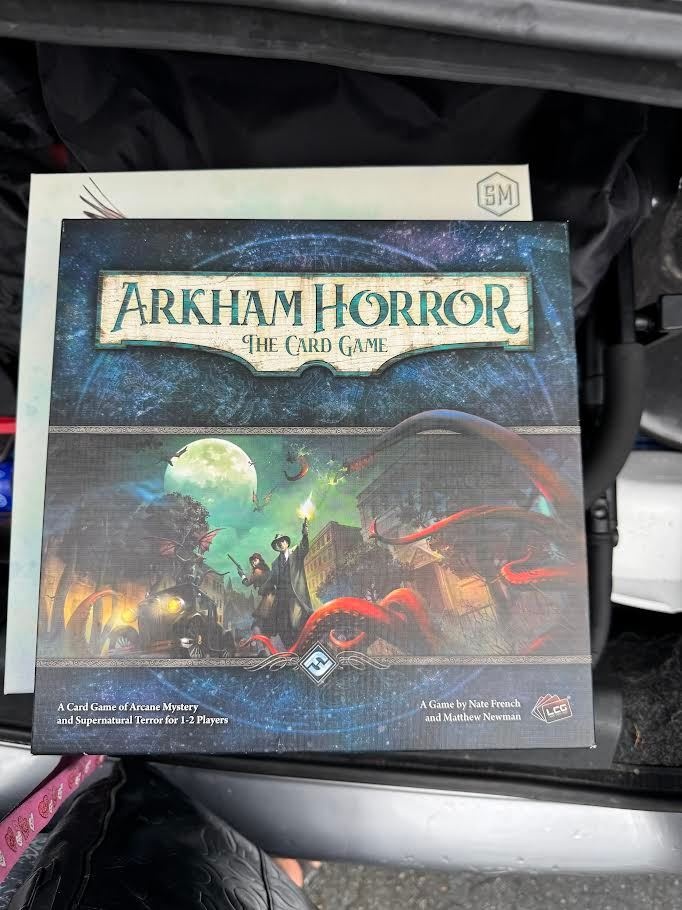 SM
ARKHAM HORROR
THE CARD GAME
A Card Game of Arcane Mystery
and Supernatural Terror for 1-2 Players
A Game by Nate French
and Matthew Newman
LCG